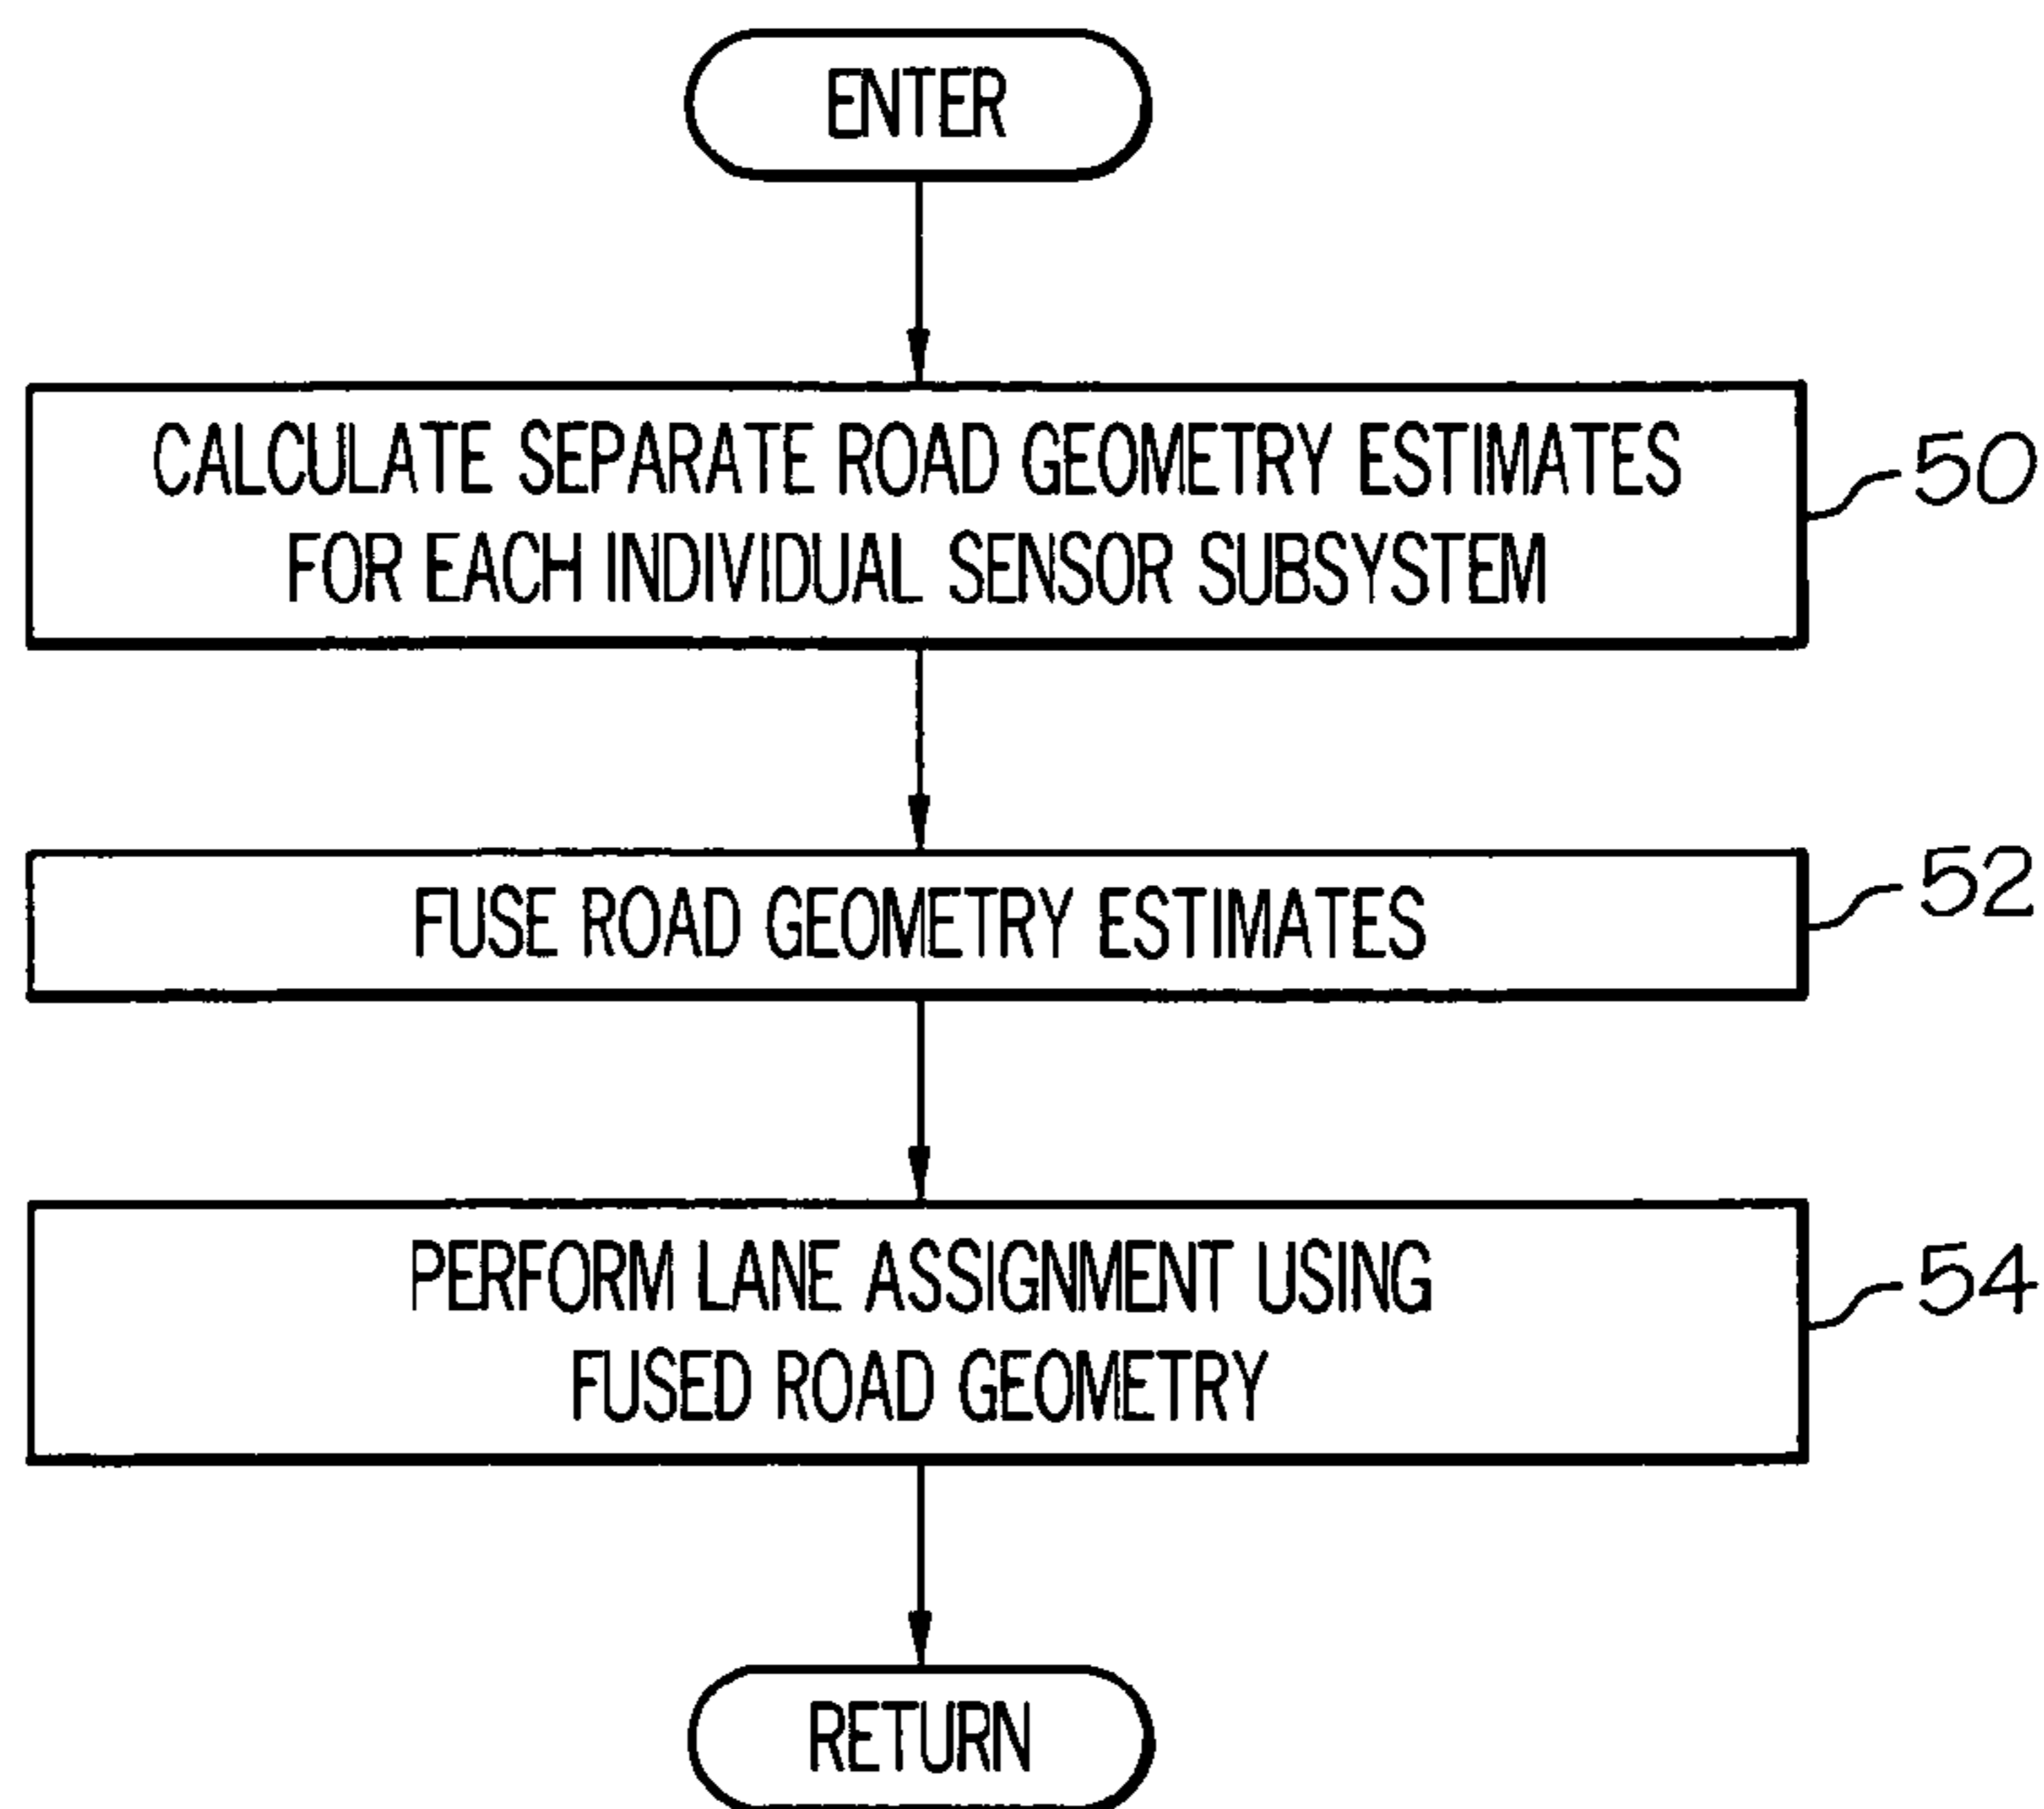 ENTER
CALCULATE SEPARATE ROAD GEOMETRY ESTIMATES
FOR EACH INDIVIDUAL SENSOR SUBSYSTEM
50
FUSE ROAD GEOMETRY ESTIMATES
52
PERFORM LANE ASSIGNMENT USING
FUSED ROAD GEOMETRY
54
RETURN